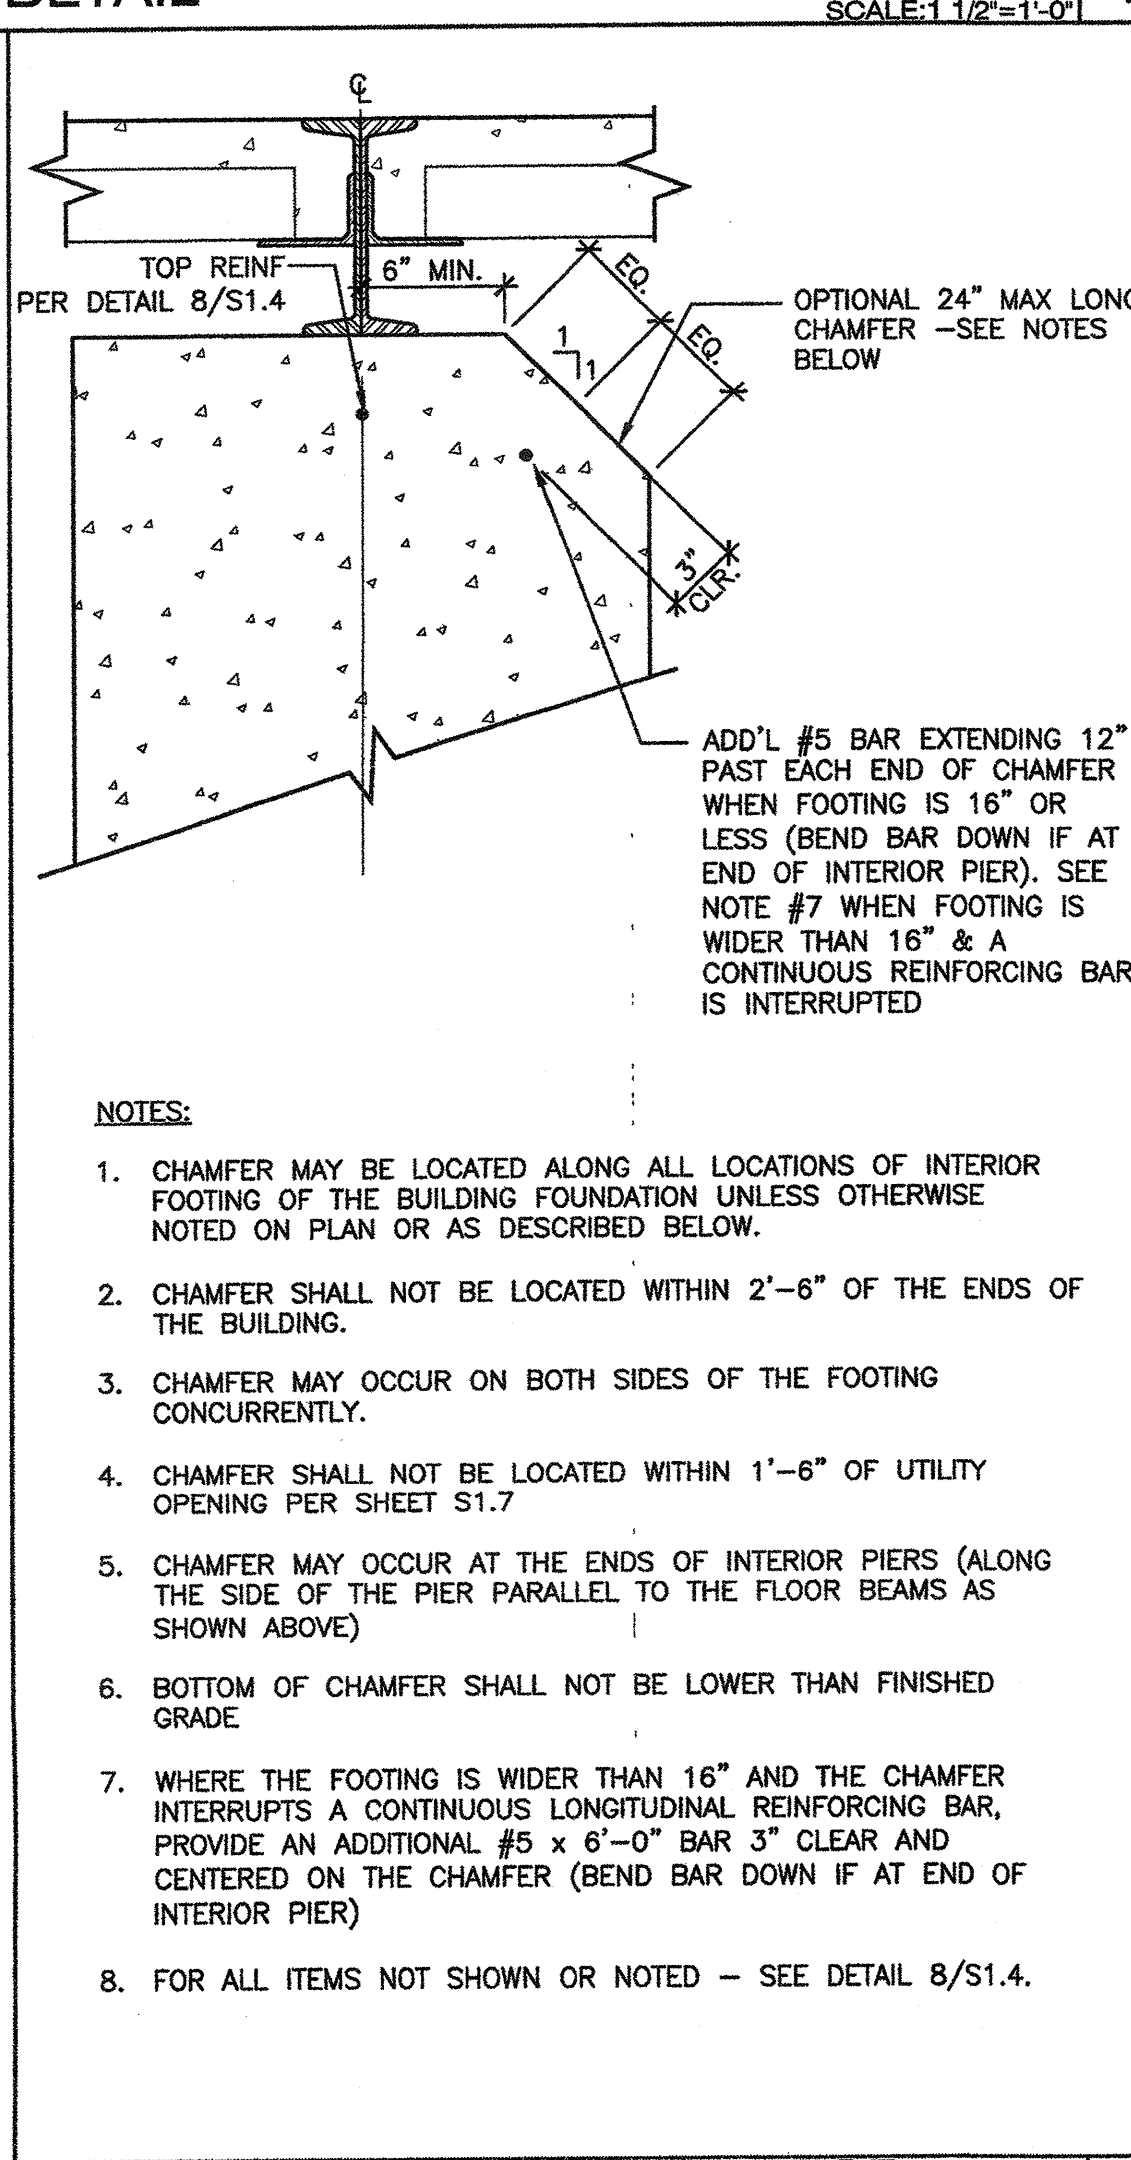 DETAIL
SCALE:1 1/2"=1'-0"
℄
TOP REINF
PER DETAIL 8/S1.4
6" MIN.
EQ.
EQ.
1
1
OPTIONAL 24" MAX LONG
CHAMFER -SEE NOTES
BELOW
3"
CLR.
ADD'L #5 BAR EXTENDING 12"
PAST EACH END OF CHAMFER
WHEN FOOTING IS 16" OR
LESS (BEND BAR DOWN IF AT
END OF INTERIOR PIER). SEE
NOTE #7 WHEN FOOTING IS
WIDER THAN 16" & A
CONTINUOUS REINFORCING BAR
IS INTERRUPTED
NOTES:
1. CHAMFER MAY BE LOCATED ALONG ALL LOCATIONS OF INTERIOR
FOOTING OF THE BUILDING FOUNDATION UNLESS OTHERWISE
NOTED ON PLAN OR AS DESCRIBED BELOW.
2. CHAMFER SHALL NOT BE LOCATED WITHIN 2'-6" OF THE ENDS OF
THE BUILDING.
3. CHAMFER MAY OCCUR ON BOTH SIDES OF THE FOOTING
CONCURRENTLY.
4. CHAMFER SHALL NOT BE LOCATED WITHIN 1'-6" OF UTILITY
OPENING PER SHEET S1.7
5. CHAMFER MAY OCCUR AT THE ENDS OF INTERIOR PIERS (ALONG
THE SIDE OF THE PIER PARALLEL TO THE FLOOR BEAMS AS
SHOWN ABOVE)
6. BOTTOM OF CHAMFER SHALL NOT BE LOWER THAN FINISHED
GRADE
7. WHERE THE FOOTING IS WIDER THAN 16" AND THE CHAMFER
INTERRUPTS A CONTINUOUS LONGITUDINAL REINFORCING BAR,
PROVIDE AN ADDITIONAL #5 x 6'-0" BAR 3" CLEAR AND
CENTERED ON THE CHAMFER (BEND BAR DOWN IF AT END OF
INTERIOR PIER)
8. FOR ALL ITEMS NOT SHOWN OR NOTED - SEE DETAIL 8/S1.4.